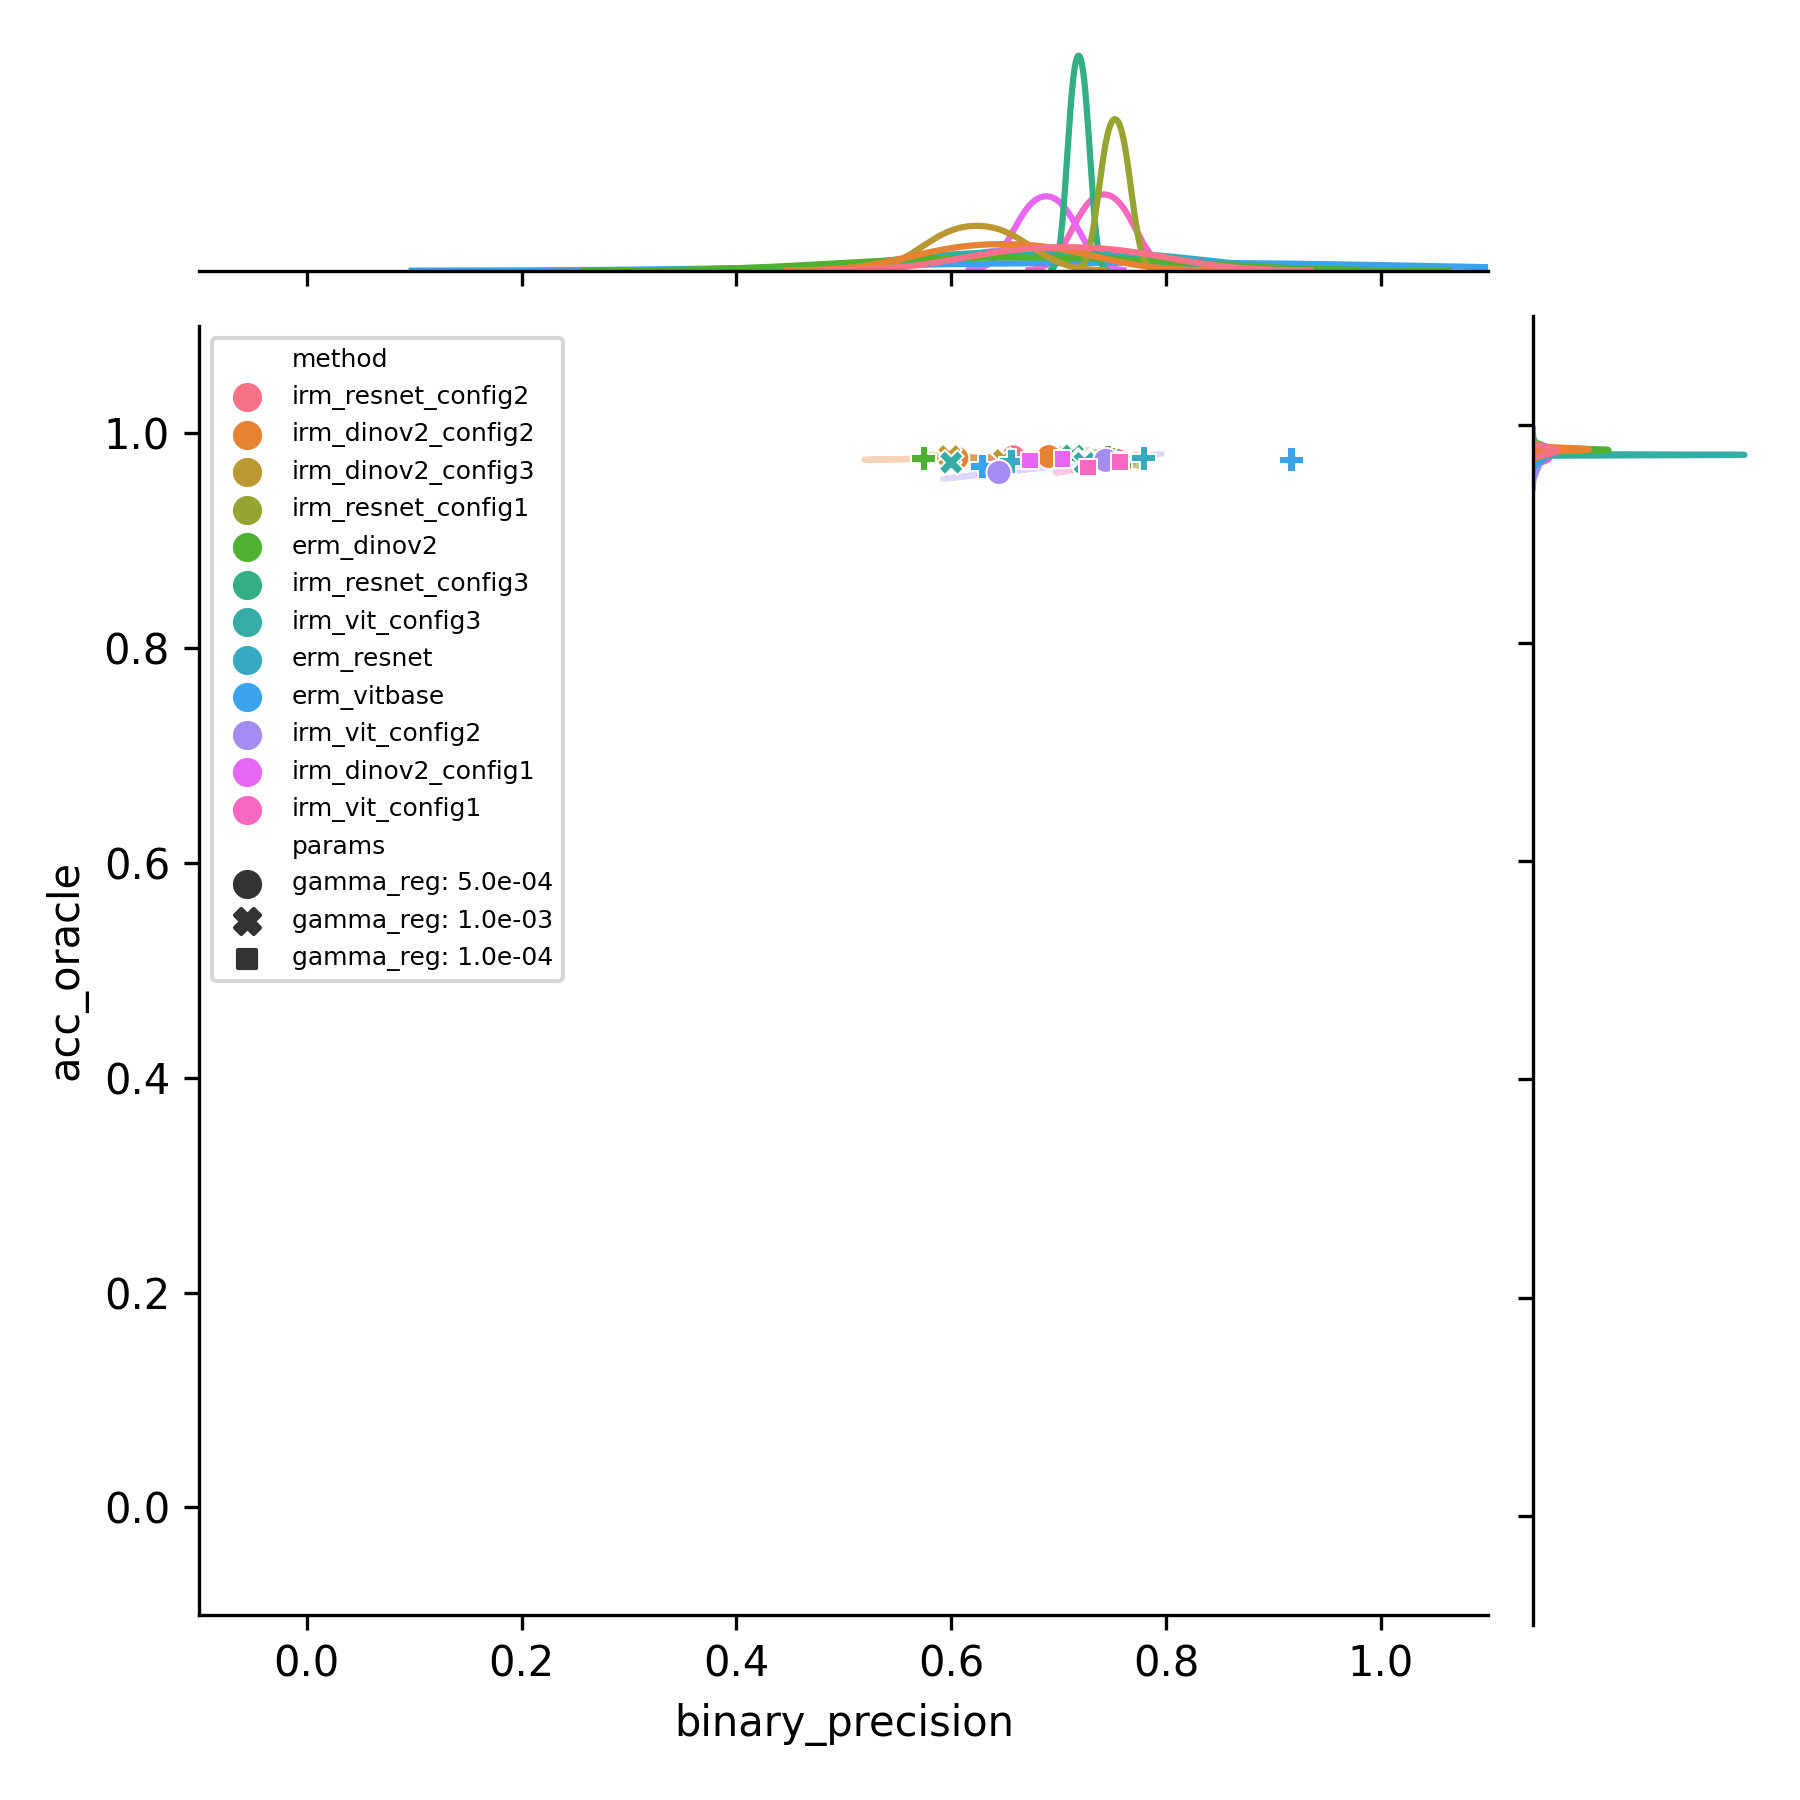 method
irm_resnet_config2
irm_dinov2_config2
irm_dinov2_config3
irm_resnet_config1
erm_dinov2
irm_resnet_config3
irm_vit_config3
erm_resnet
erm_vitbase
irm_vit_config2
irm_dinov2_config1
irm_vit_config1
params
gamma_reg: 5.0e-04
gamma_reg: 1.0e-03
gamma_reg: 1.0e-04
1.0
0.8
0.6
0.4
0.2
0.0
acc_oracle
0.0 0.2 0.4 0.6 0.8 1.0
binary_precision